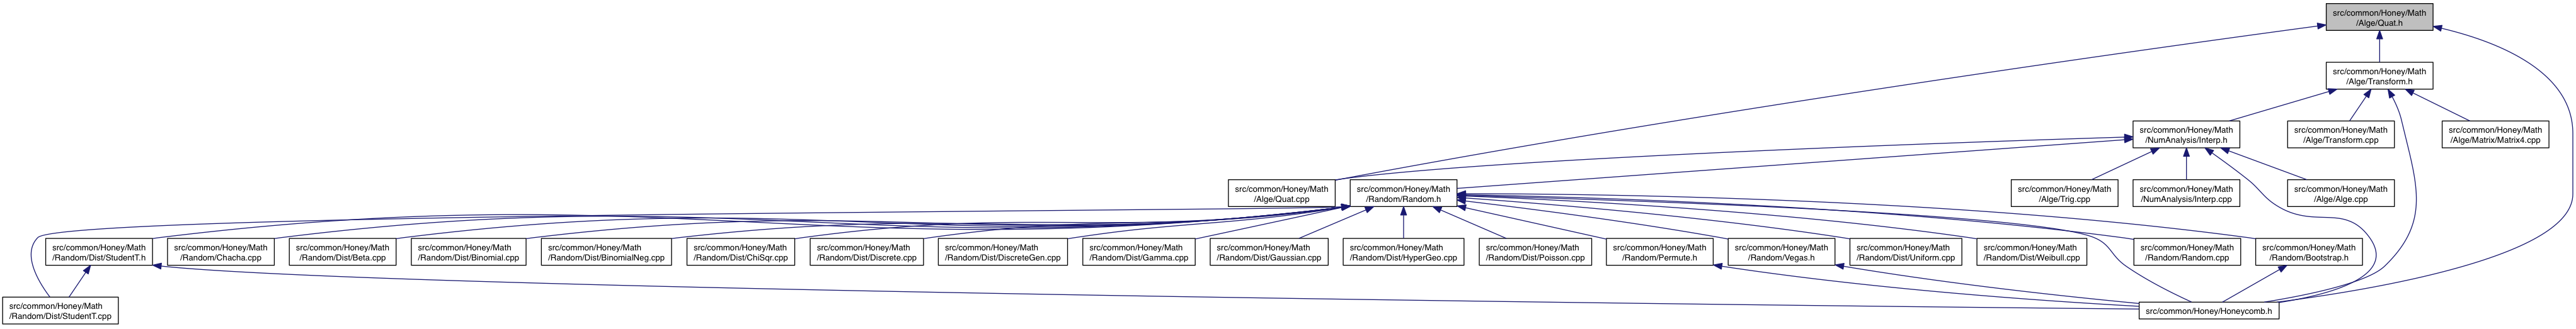 src/common/Honey/Math
/Alge/Quat.h
src/common/Honey/Math
/Alge/Transform.h
src/common/Honey/Math
/NumAnalysis/Interp.h
src/common/Honey/Math
/Alge/Transform.cpp
src/common/Honey/Math
/Alge/Matrix/Matrix4.cpp
src/common/Honey/Math
/Alge/Quat.cpp
src/common/Honey/Math
/Random/Random.h
src/common/Honey/Math
/Alge/Trig.cpp
src/common/Honey/Math
/NumAnalysis/Interp.cpp
src/common/Honey/Math
/Alge/Alge.cpp
src/common/Honey/Math
/Random/Dist/StudentT.h
src/common/Honey/Math
/Random/Chacha.cpp
src/common/Honey/Math
/Random/Dist/Beta.cpp
src/common/Honey/Math
/Random/Dist/Binomial.cpp
src/common/Honey/Math
/Random/Dist/BinomialNeg.cpp
src/common/Honey/Math
/Random/Dist/ChiSqr.cpp
src/common/Honey/Math
/Random/Dist/Discrete.cpp
src/common/Honey/Math
/Random/Dist/DiscreteGen.cpp
src/common/Honey/Math
/Random/Dist/Gamma.cpp
src/common/Honey/Math
/Random/Dist/Gaussian.cpp
src/common/Honey/Math
/Random/Dist/HyperGeo.cpp
src/common/Honey/Math
/Random/Dist/Poisson.cpp
src/common/Honey/Math
/Random/Permute.h
src/common/Honey/Math
/Random/Vegas.h
src/common/Honey/Math
/Random/Dist/Uniform.cpp
src/common/Honey/Math
/Random/Dist/Weibull.cpp
src/common/Honey/Math
/Random/Random.cpp
src/common/Honey/Math
/Random/Bootstrap.h
src/common/Honey/Math
/Random/Dist/StudentT.cpp
src/common/Honey/Honeycomb.h